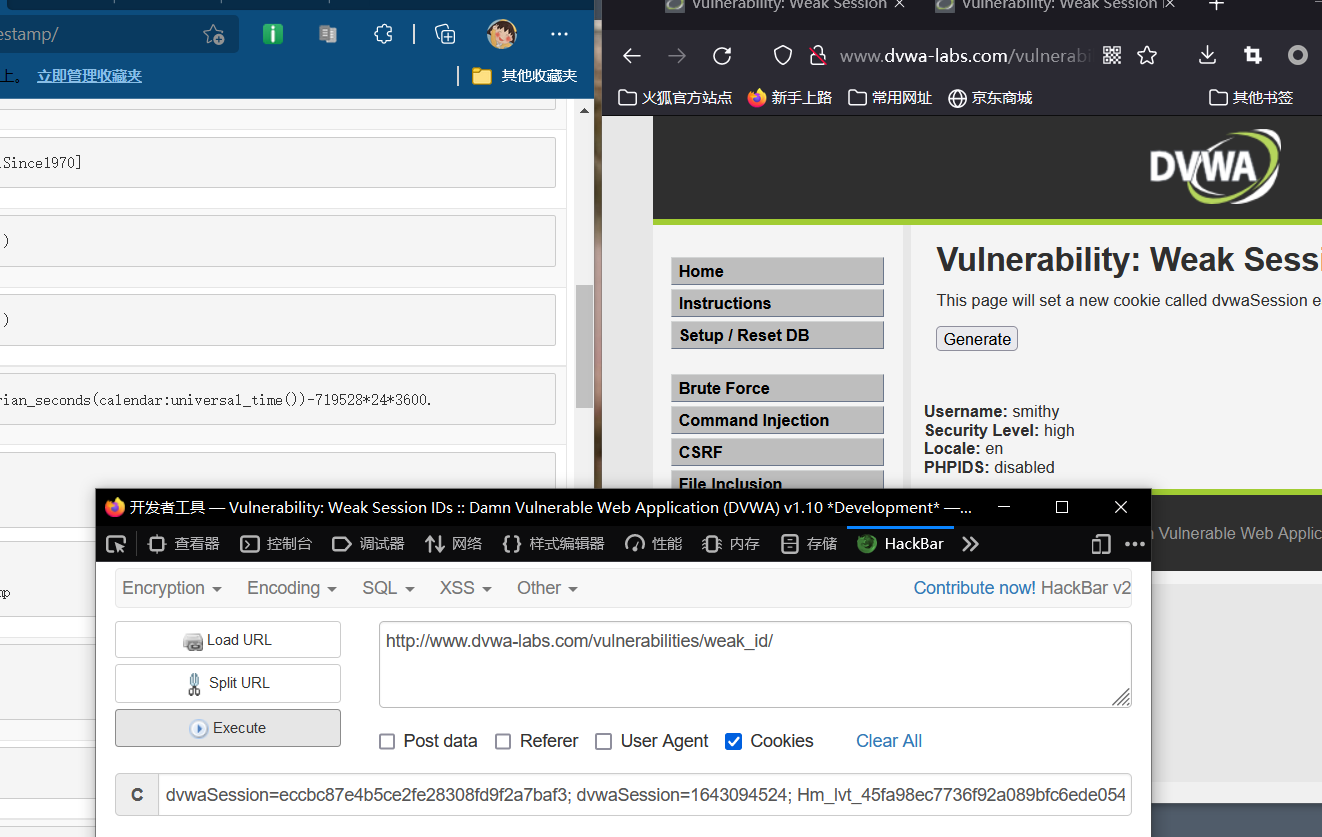 estamp/
上。 立即管理收藏夹
其他收藏夹
Since1970]
)
)
rian_seconds(calendar:universal_time())-719528*24*3600.
mp
Vulnerability: Weak Session
Vulnerability: Weak Session I
www.dvwa-labs.com/vulnerabi
火狐官方站点
新手上路
常用网址
京东商城
其他书签
DVWA
Home
Instructions
Setup / Reset DB
Brute Force
Command Injection
CSRF
File Inclusion
Vulnerability: Weak Sessi
This page will set a new cookie called dvwaSession e
Generate
Username: smithy
Security Level: high
Locale: en
PHPIDS: disabled
n Vulnerable Web Applic
开发者工具 — Vulnerability: Weak Session IDs :: Damn Vulnerable Web Application (DVWA) v1.10 *Development* —...
查看器 控制台 调试器 网络 样式编辑器 性能 内存 存储 HackBar
Encryption Encoding SQL XSS Other Contribute now! HackBar v2
Load URL
http://www.dvwa-labs.com/vulnerabilities/weak_id/
Split URL
Execute
Post data Referer User Agent Cookies Clear All
C dvwaSession=eccbc87e4b5ce2fe28308fd9f2a7baf3; dvwaSession=1643094524; Hm_lvt_45fa98ec7736f92a089bfc6ede054